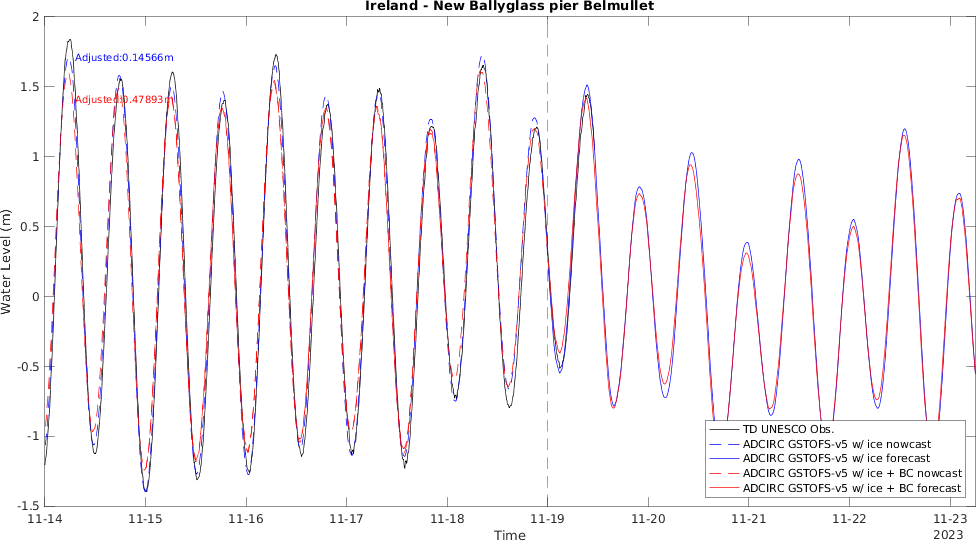 Ireland - New Ballyglass pier Belmullet
2
1.5
1
0.5
0
-0.5
-1
-1.5
Water Level (m)
Adjusted:0.14566m
Adjusted:0.47893m
TD UNESCO Obs.
ADCIRC GSTOFS-v5 w/ ice nowcast
ADCIRC GSTOFS-v5 w/ ice forecast
ADCIRC GSTOFS-v5 w/ ice + BC nowcast
ADCIRC GSTOFS-v5 w/ ice + BC forecast
11-14 11-15 11-16 11-17 11-18 11-19 11-20 11-21 11-22 11-23
Time
2023